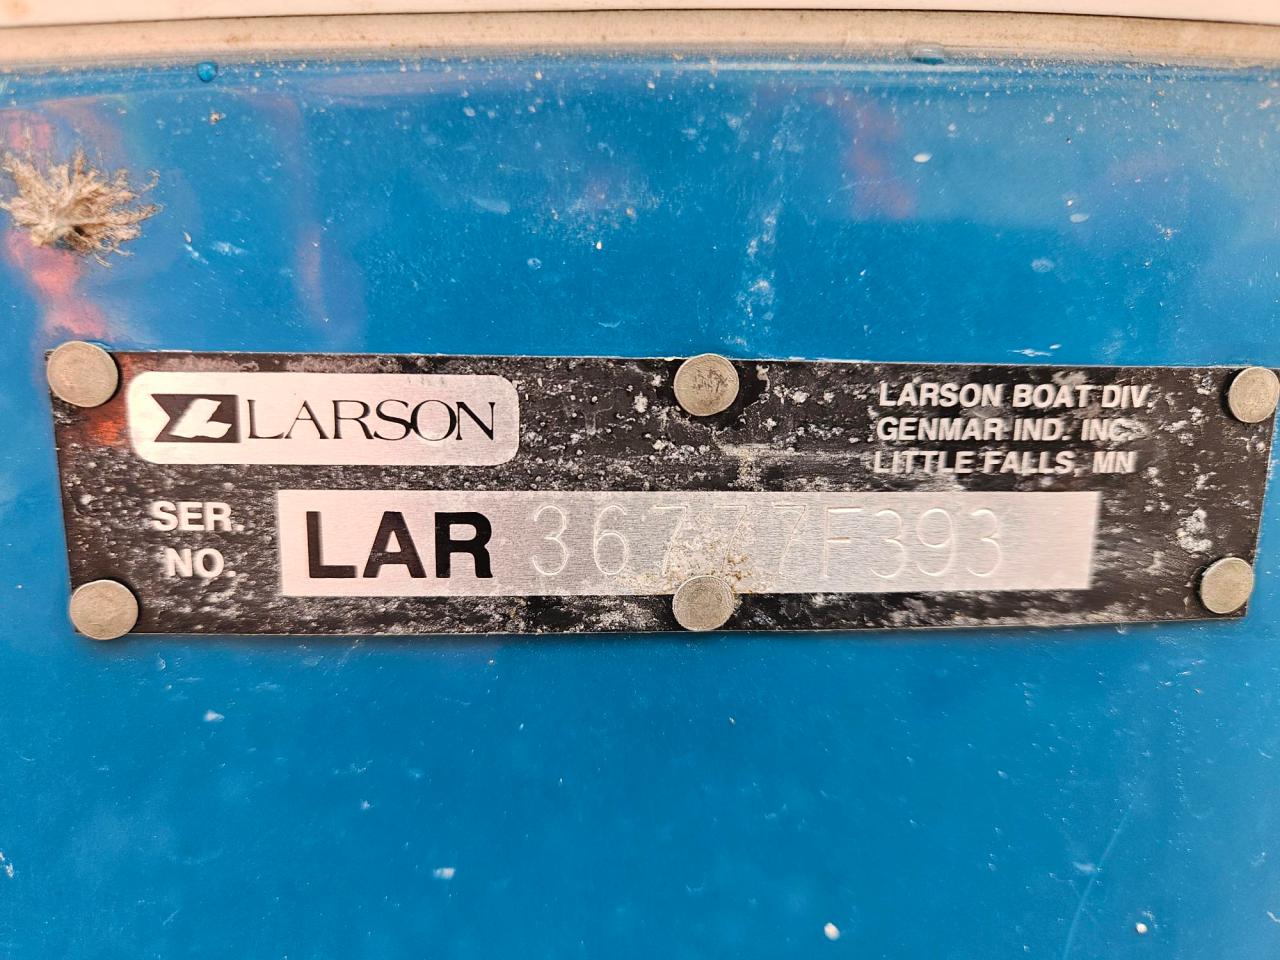 LARSON
LARSON BOAT DIV.
GENMAR IND. INC.
LITTLE FALLS, MN
SER.
NO.
LAR 36777F393